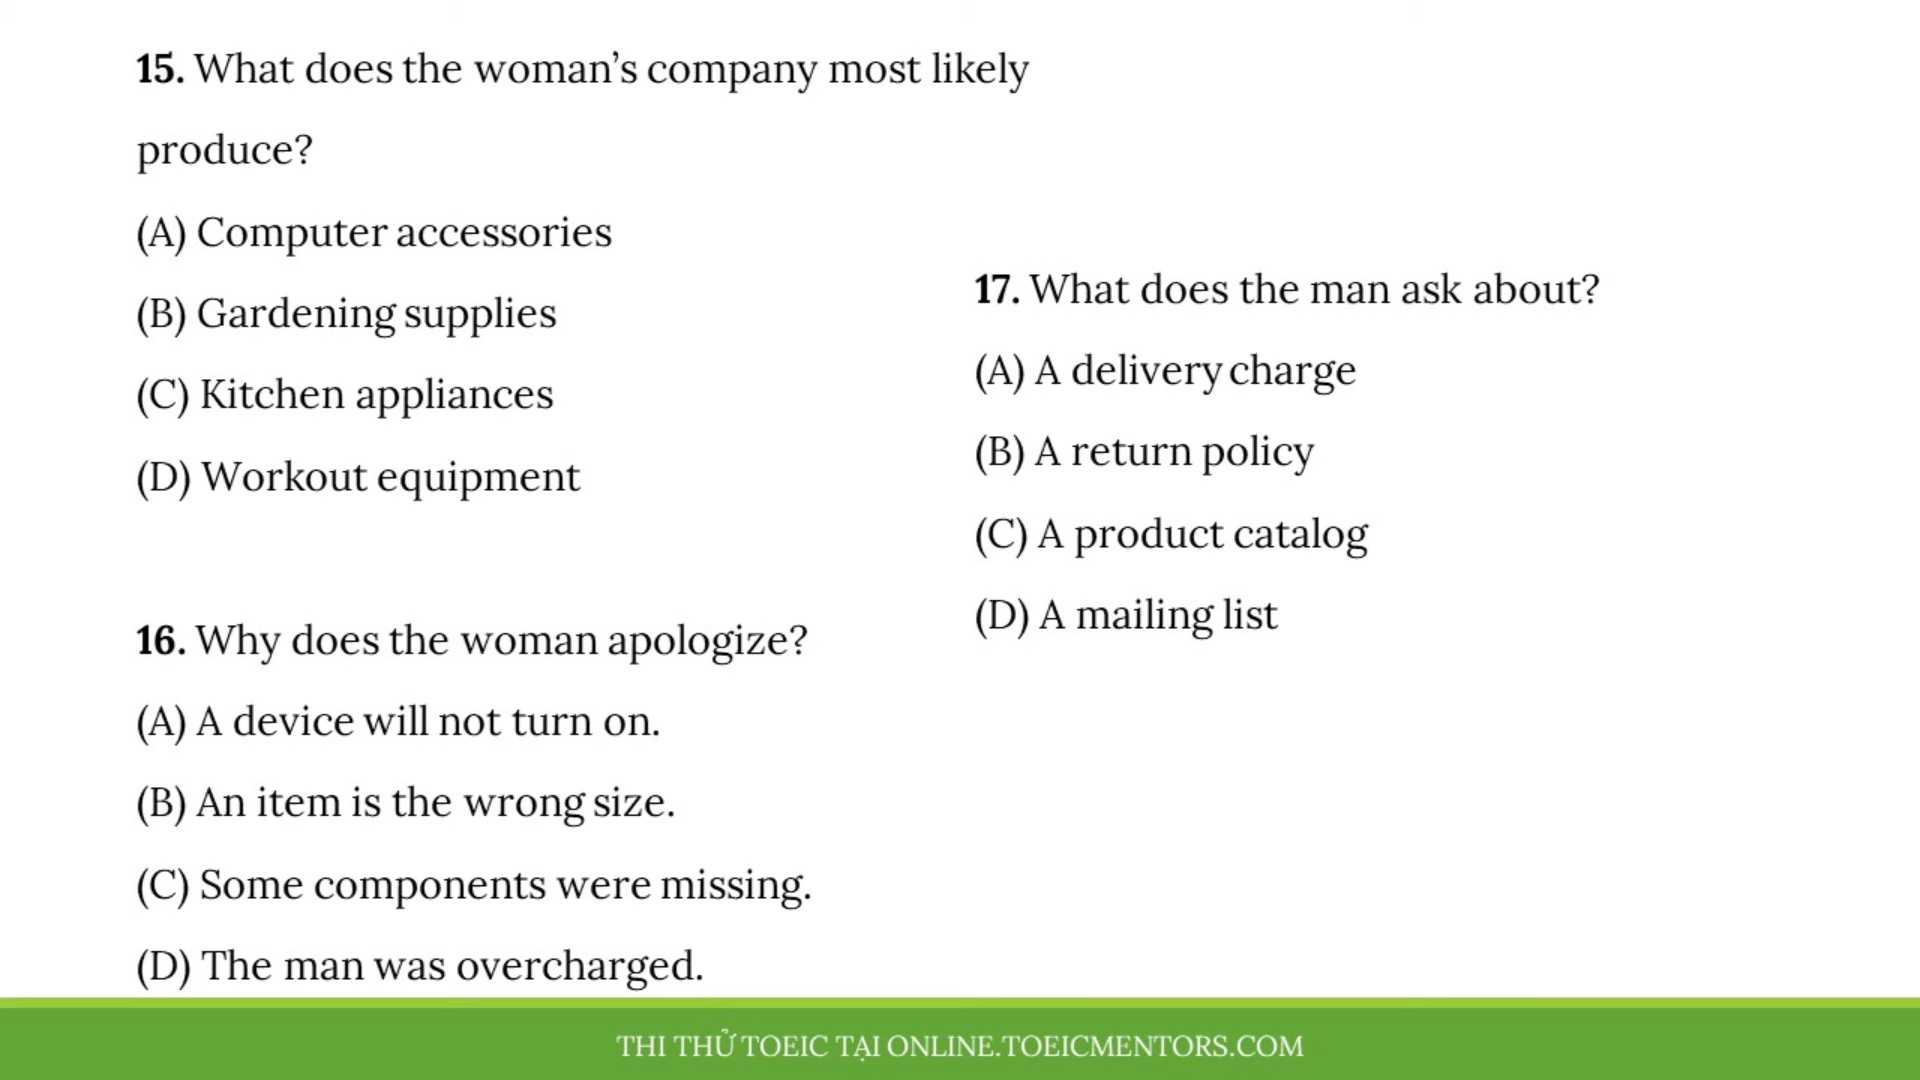 15. What does the woman’s company most likely
produce?
(A) Computer accessories
(B) Gardening supplies
(C) Kitchen appliances
(D) Workout equipment
16. Why does the woman apologize?
(A) A device will not turn on.
(B) An item is the wrong size.
(C) Some components were missing.
(D) The man was overcharged.
17. What does the man ask about?
(A) A delivery charge
(B) A return policy
(C) A product catalog
(D) A mailing list
THI THỬ TOEIC TẠI ONLINE.TOEICMENTORS.COM